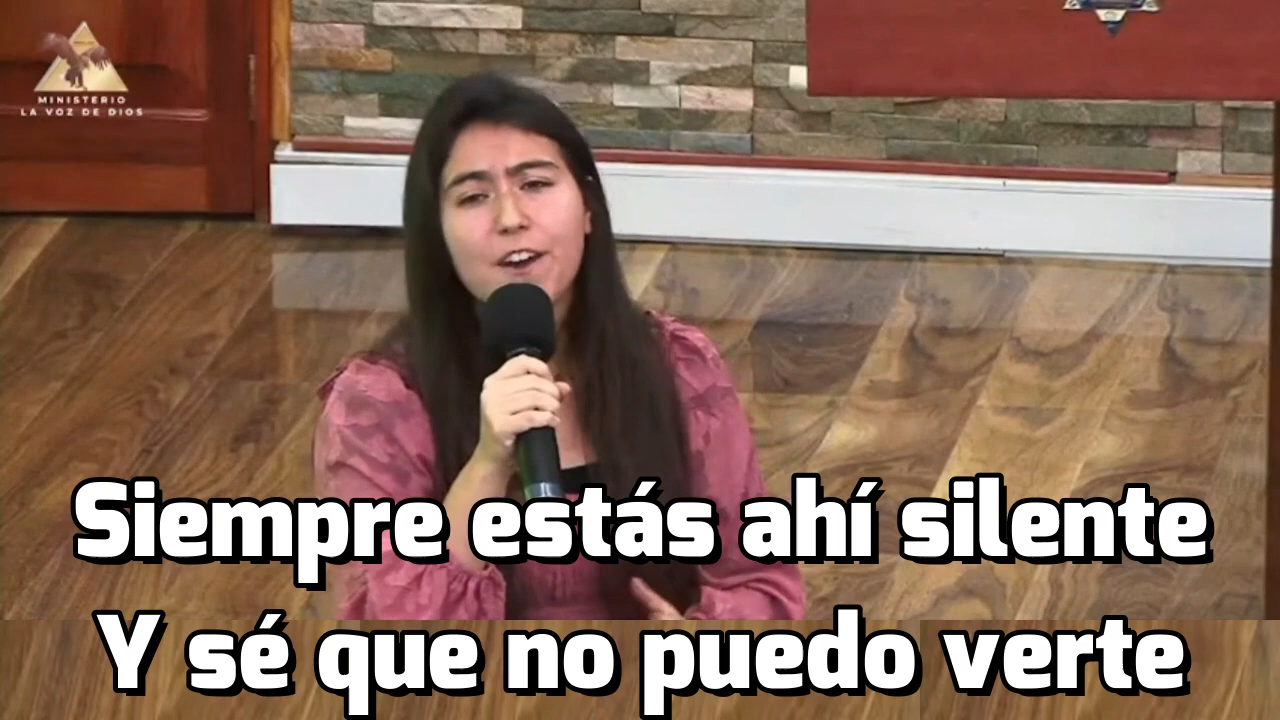 MINISTERIO
LA VOZ DE DIOS
Siempre estás ahí silente
Y sé que no puedo verte